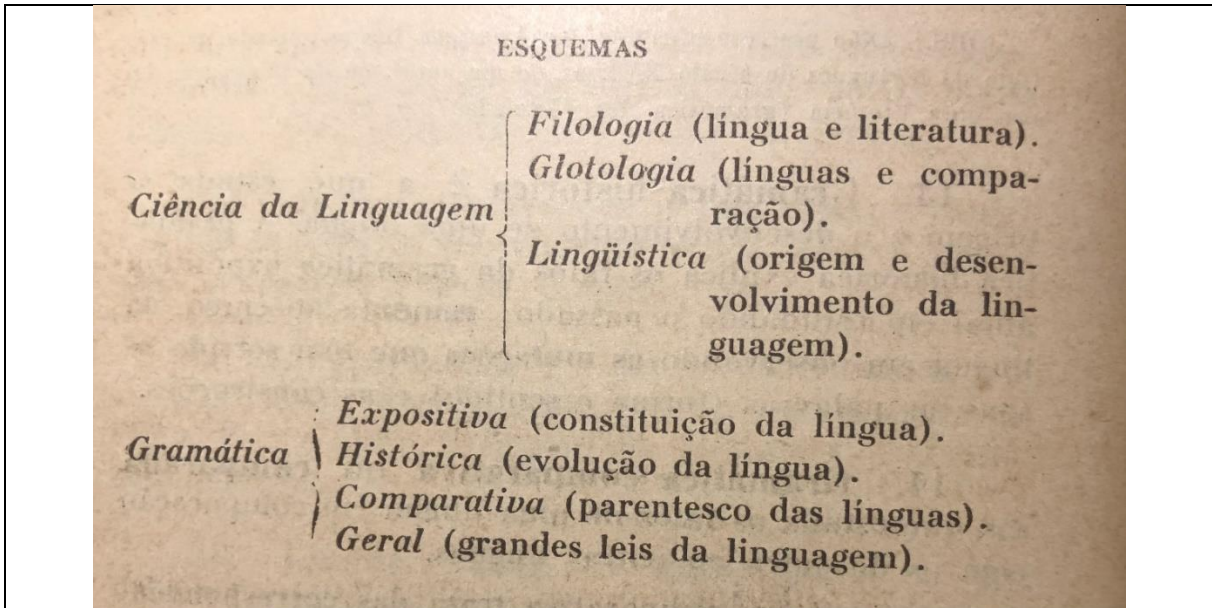 ESQUEMAS
Filologia (língua e literatura).
Glotologia (línguas e compa-
ração).
Ciência da Linguagem
Lingüística (origem e desen-
volvimento da lin-
guagem).
Expositiva (constituição da língua).
Gramática
Histórica (evolução da língua).
Comparativa (parentesco das línguas).
Geral (grandes leis da linguagem).